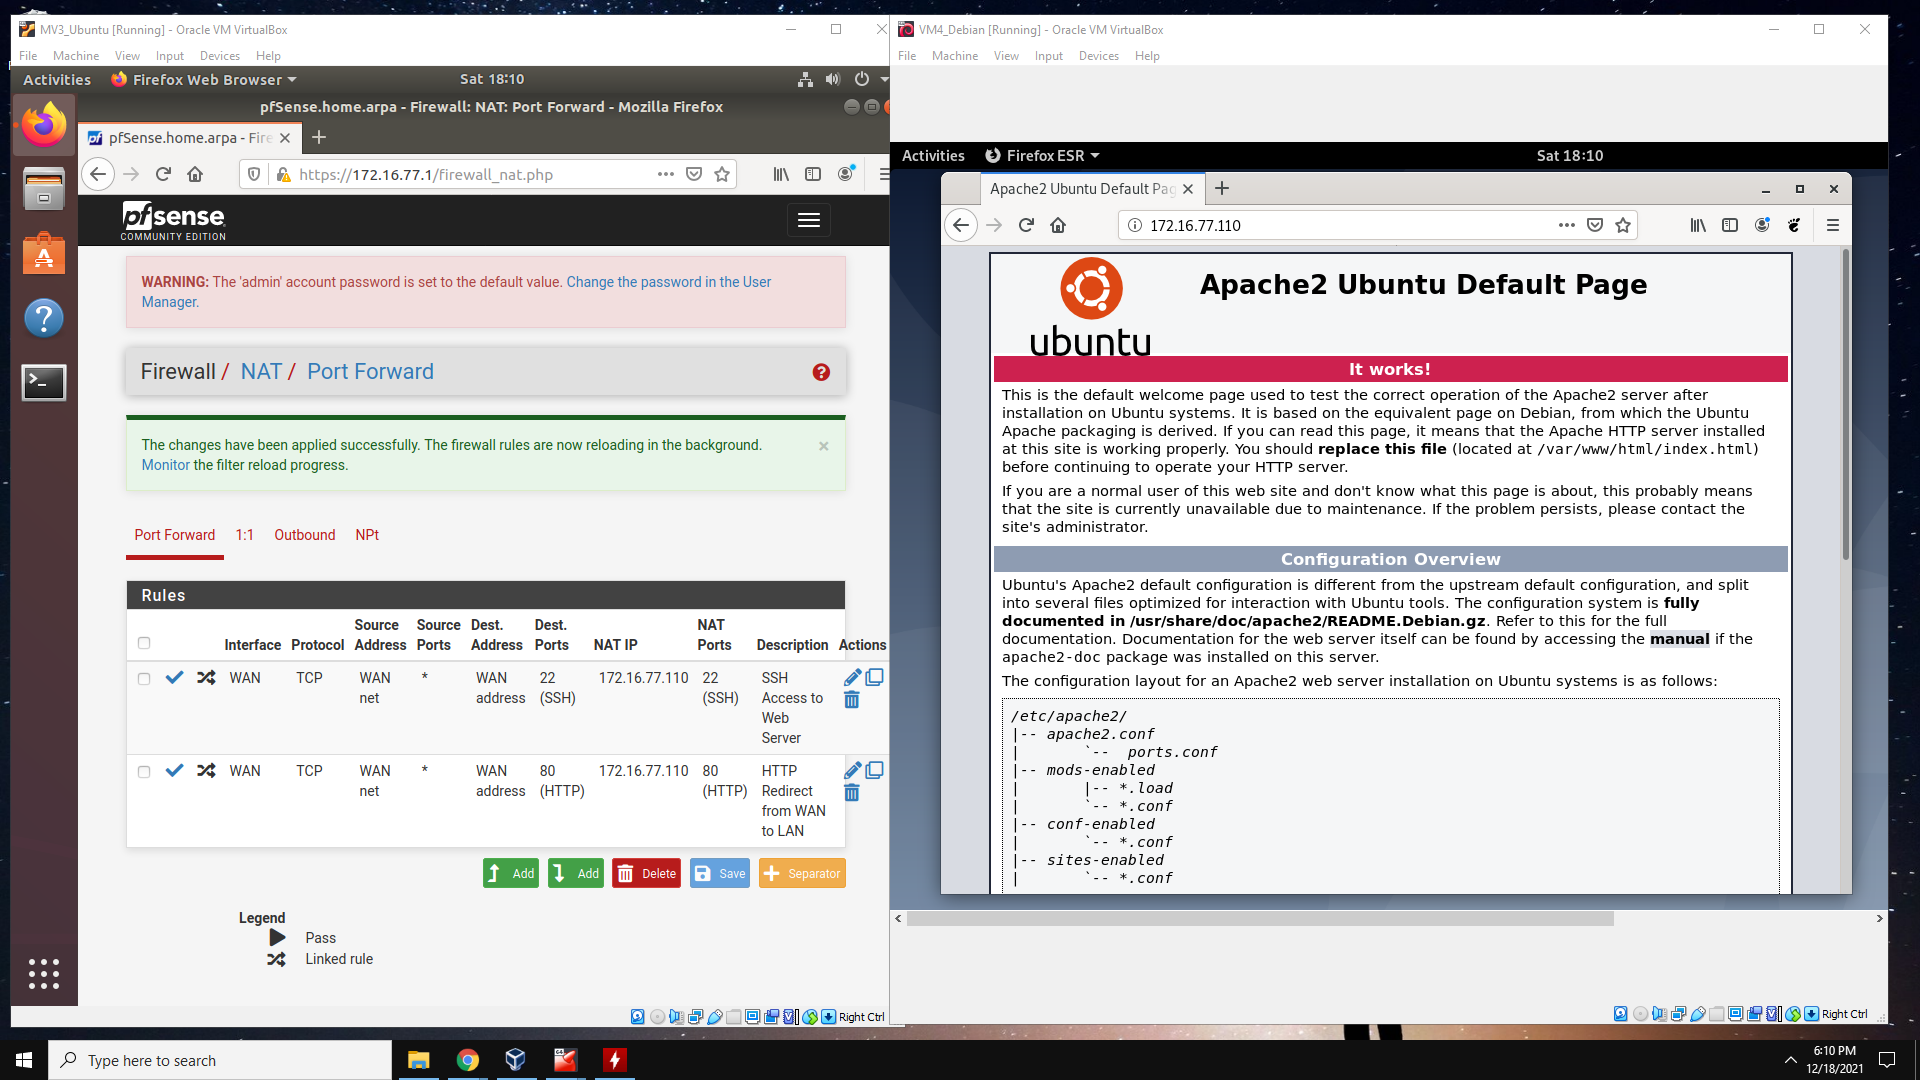 MV3_Ubuntu [Running] - Oracle VM VirtualBox
File Machine View Input Devices Help
Activities Firefox Web Browser Sat 18:10
pfSense.home.arpa - Firewall: NAT: Port Forward - Mozilla Firefox
pfSense.home.arpa - Fire
https://172.16.77.1/firewall_nat.php
pfsense
COMMUNITY EDITION
WARNING: The 'admin' account password is set to the default value. Change the password in the User
Manager.
Firewall / NAT / Port Forward
The changes have been applied successfully. The firewall rules are now reloading in the background.
Monitor the filter reload progress.
Port Forward 1:1 Outbound NPt
Rules
Source Source Dest. Dest. NAT
Interface Protocol Address Ports Address Ports NAT IP Ports Description Actions
WAN TCP WAN * WAN 22 172.16.77.110 22 SSH
net address (SSH) (SSH) Access to
Web
Server
WAN TCP WAN * WAN 80 172.16.77.110 80 HTTP
net address (HTTP) (HTTP) Redirect
from WAN
to LAN
Add Add Delete Save Separator
Legend
Pass
Linked rule
Right Ctrl
VM4_Debian [Running] - Oracle VM VirtualBox
File Machine View Input Devices Help
Activities Firefox ESR Sat 18:10
Apache2 Ubuntu Default Pag
172.16.77.110
ubuntu
Apache2 Ubuntu Default Page
It works!
This is the default welcome page used to test the correct operation of the Apache2 server after
installation on Ubuntu systems. It is based on the equivalent page on Debian, from which the Ubuntu
Apache packaging is derived. If you can read this page, it means that the Apache HTTP server installed
at this site is working properly. You should replace this file (located at /var/www/html/index.html)
before continuing to operate your HTTP server.
If you are a normal user of this web site and don't know what this page is about, this probably means
that the site is currently unavailable due to maintenance. If the problem persists, please contact the
site's administrator.
Configuration Overview
Ubuntu's Apache2 default configuration is different from the upstream default configuration, and split
into several files optimized for interaction with Ubuntu tools. The configuration system is fully
documented in /usr/share/doc/apache2/README.Debian.gz. Refer to this for the full
documentation. Documentation for the web server itself can be found by accessing the manual if the
apache2-doc package was installed on this server.
The configuration layout for an Apache2 web server installation on Ubuntu systems is as follows:
/etc/apache2/
|-- apache2.conf
|       `--  ports.conf
|-- mods-enabled
|       |-- *.load
|       `-- *.conf
|-- conf-enabled
|       `-- *.conf
|-- sites-enabled
|       `-- *.conf
Right Ctrl
Type here to search
6:10 PM
12/18/2021